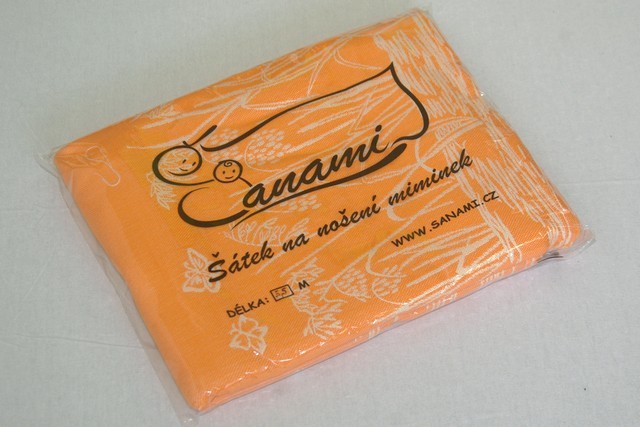 Sanami
Šátek na nošení miminek
WWW.SANAMI.CZ
DÉLKA: M